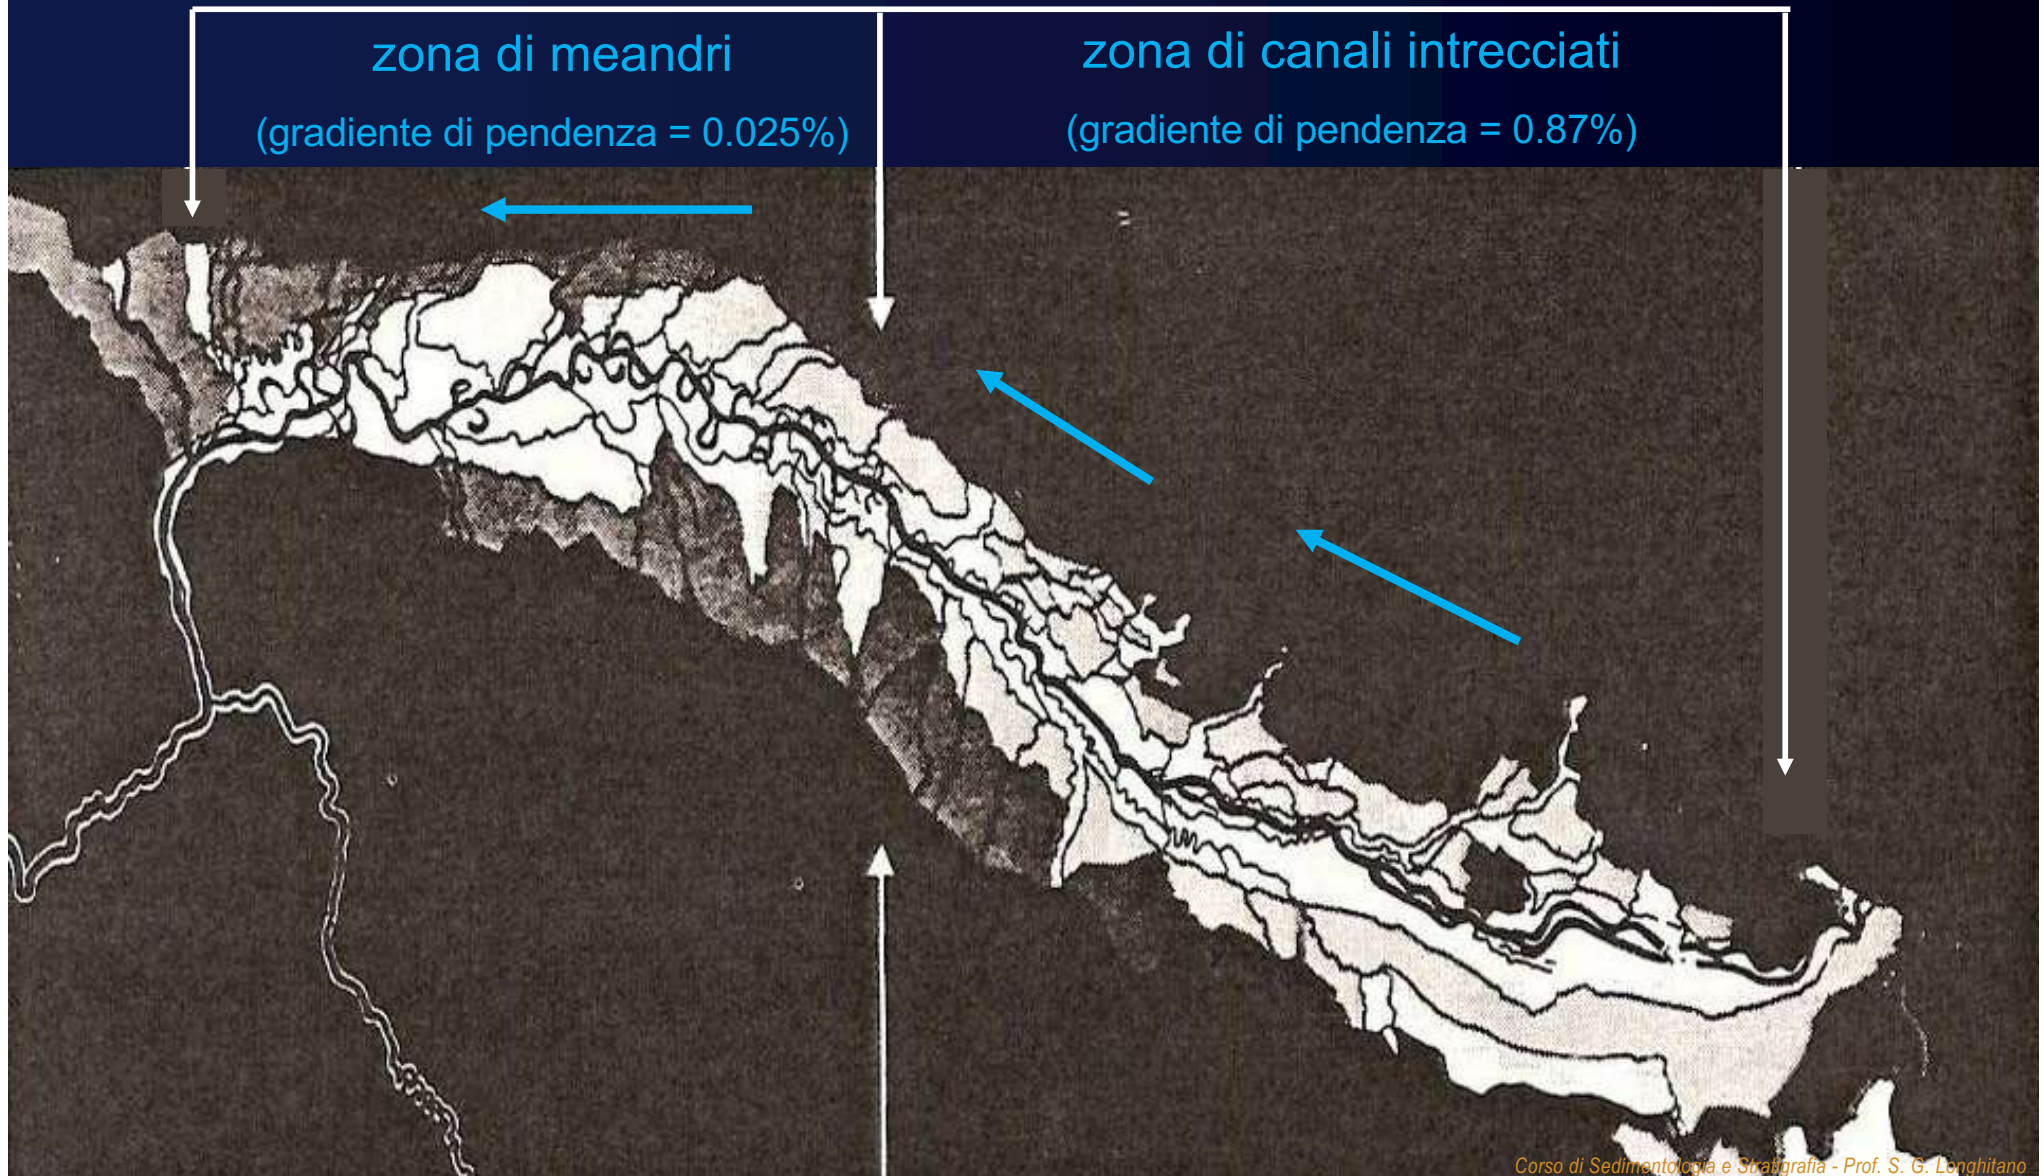 zona di meandri
(gradiente di pendenza = 0.025%)
zona di canali intrecciati
(gradiente di pendenza = 0.87%)
Corso di Sedimentologia e Stratigrafia - Prof. S. G. Longhitano